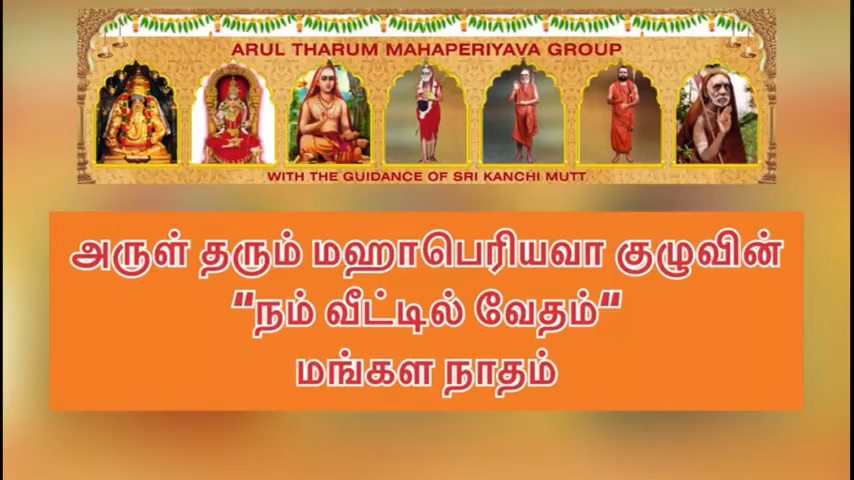 ARUL THARUM MAHAPERIYAVA GROUP
WITH THE GUIDANCE OF SRI KANCHI MUTT
அருள் தரும் மஹாபெரியவா குழுவின்
“நம் வீட்டில் வேதம்“
மங்கள நாதம்